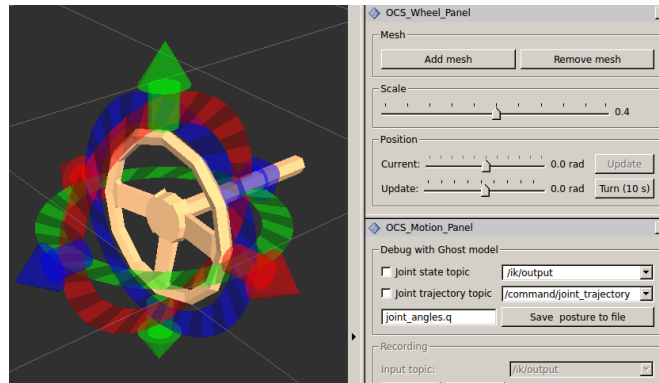 OCS_Wheel_Panel
Mesh
Add mesh Remove mesh
Scale
0.4
Position
Current: 0.0 rad Update
Update: 0.0 rad Turn (10 s)
OCS_Motion_Panel
Debug with Ghost model
Joint state topic /ik/output
Joint trajectory topic /command/joint_trajectory
joint_angles.q Save posture to file
Recording
Input topic: /ik/output